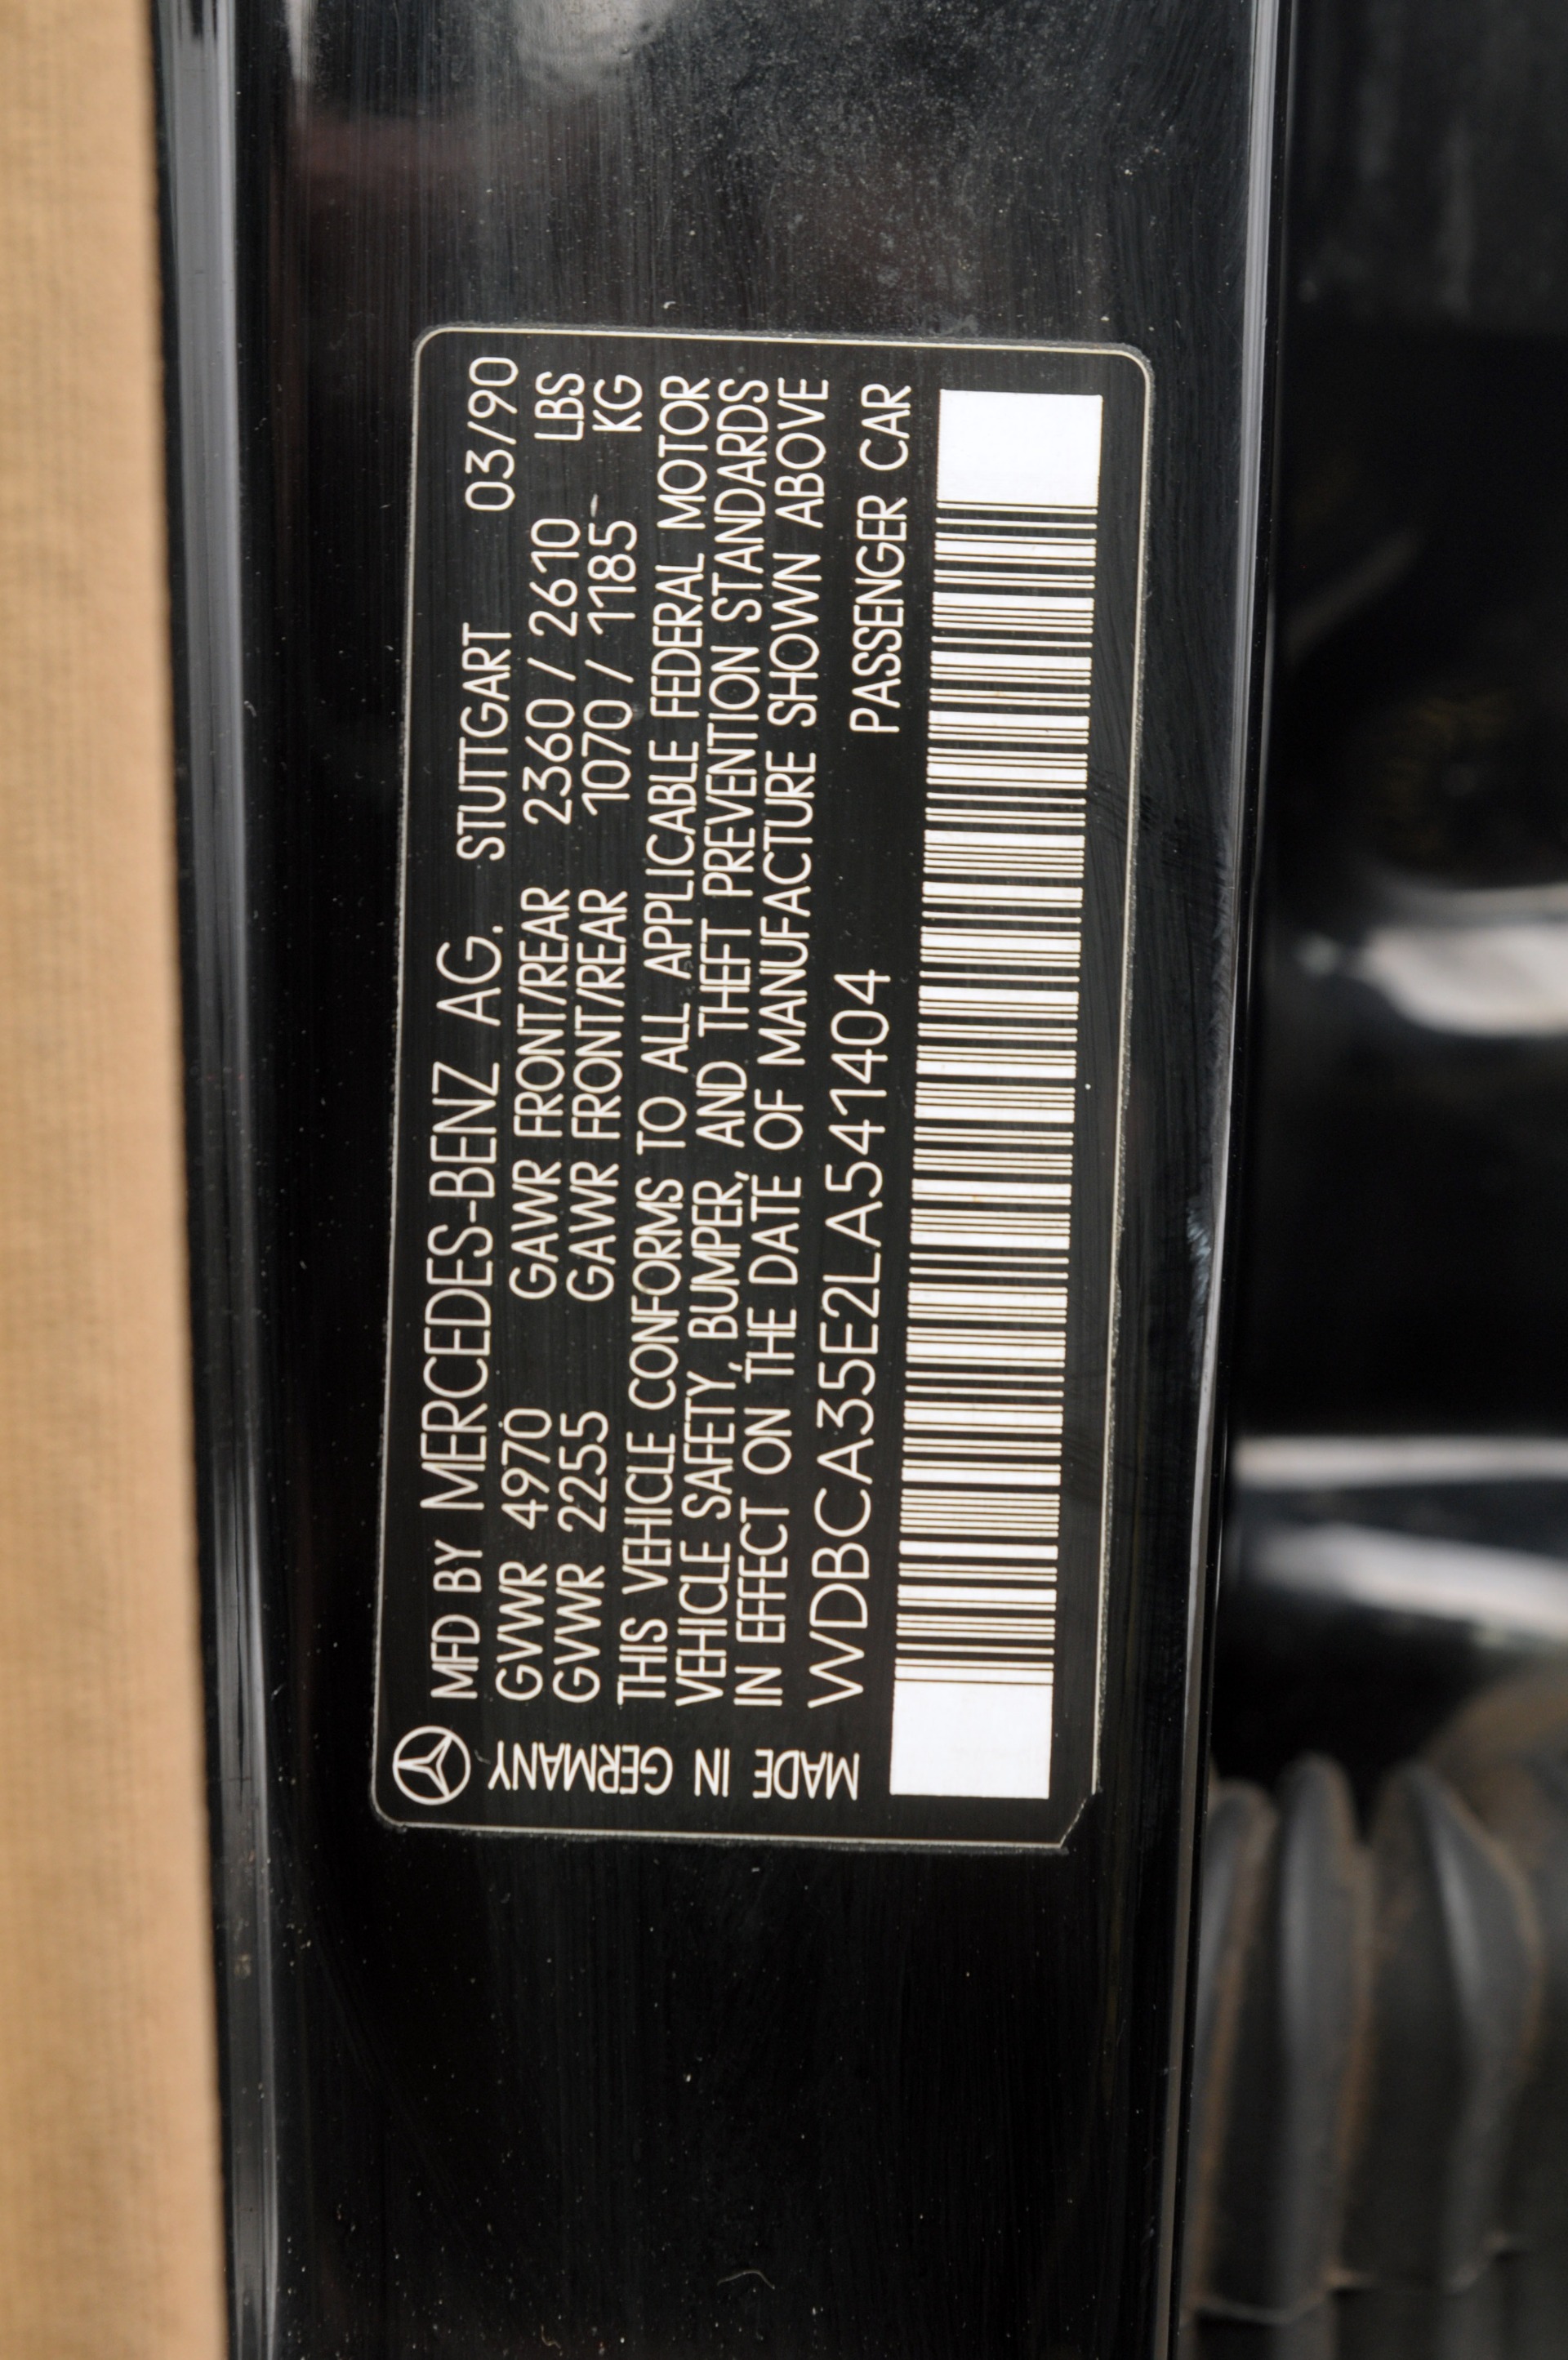 MFD BY MERCEDES-BENZ AG. STUTTGART 03/90
GVWR 4970 GAWR FRONT/REAR 2360 / 2610 LBS
GVWR 2255 GAWR FRONT/REAR 1070 / 1185 KG
THIS VEHICLE CONFORMS TO ALL APPLICABLE FEDERAL MOTOR
VEHICLE SAFETY, BUMPER, AND THEFT PREVENTION STANDARDS
IN EFFECT ON THE DATE OF MANUFACTURE SHOWN ABOVE
WDBCA35E2LA541404 PASSENGER CAR
MADE IN GERMANY